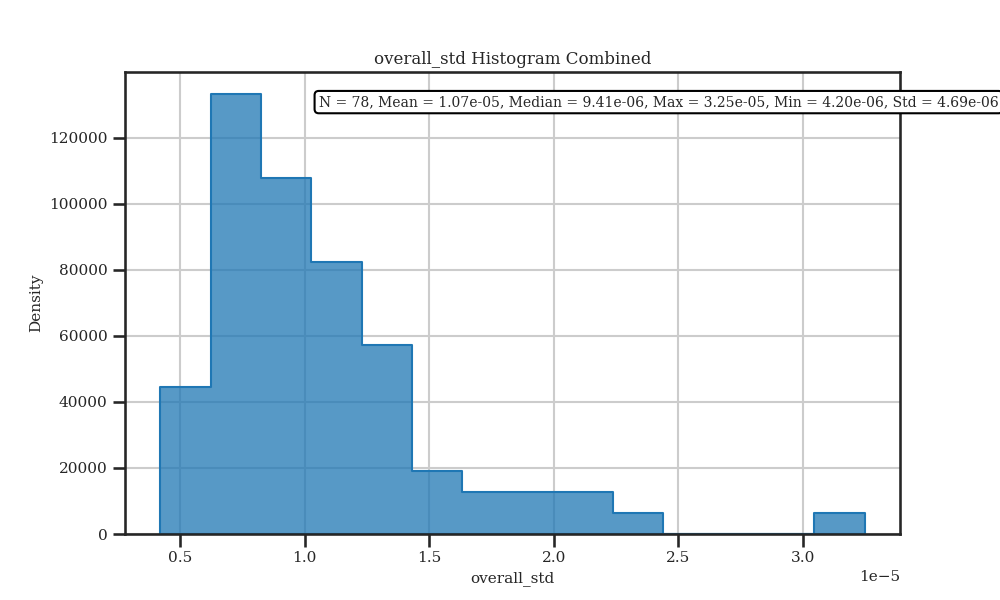 overall_std Histogram Combined
N = 78, Mean = 1.07e-05, Median = 9.41e-06, Max = 3.25e-05, Min = 4.20e-06, Std = 4.69e-06
120000
100000
80000
60000
40000
20000
0
Density
0.5 1.0 1.5 2.0 2.5 3.0
1e−5
overall_std